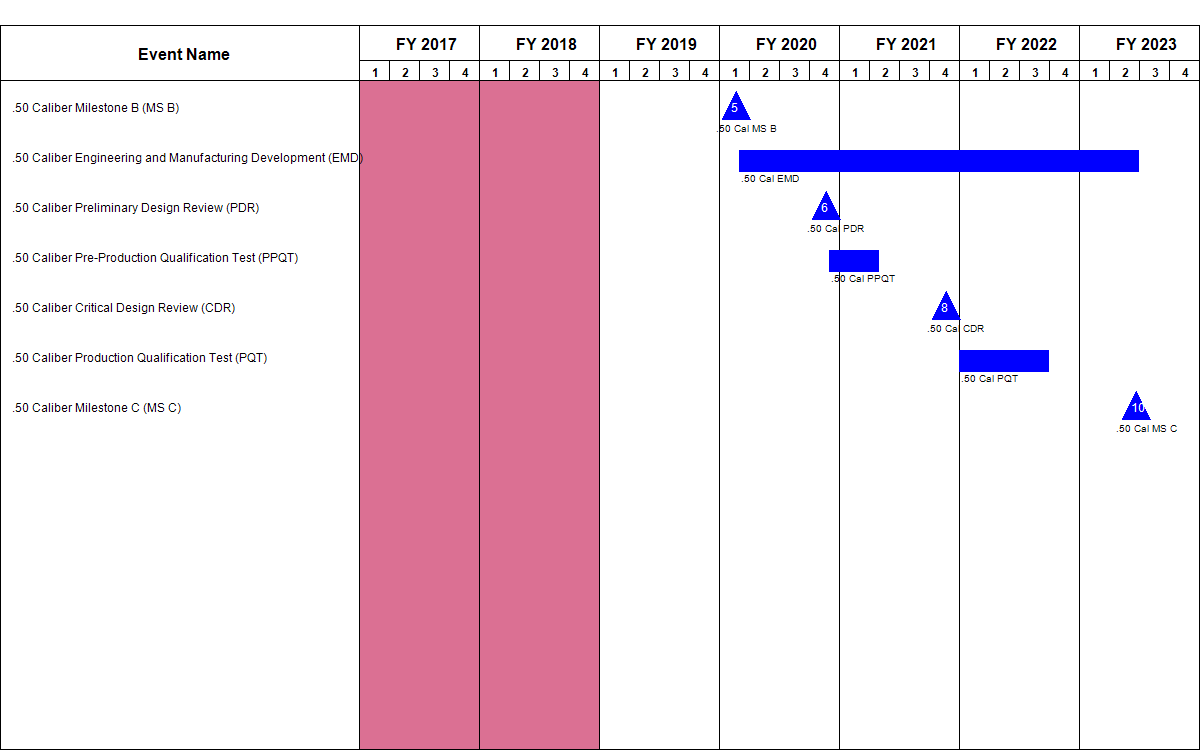 Event Name FY 2017 FY 2018 FY 2019 FY 2020 FY 2021 FY 2022 FY 2023
1 2 3 4 1 2 3 4 1 2 3 4 1 2 3 4 1 2 3 4 1 2 3 4 1 2 3 4
.50 Caliber Milestone B (MS B) 5
.50 Cal MS B
.50 Caliber Engineering and Manufacturing Development (EMD)
.50 Cal EMD
.50 Caliber Preliminary Design Review (PDR) 6
.50 Cal PDR
.50 Caliber Pre-Production Qualification Test (PPQT)
.50 Cal PPQT
.50 Caliber Critical Design Review (CDR) 8
.50 Cal CDR
.50 Caliber Production Qualification Test (PQT)
.50 Cal PQT
.50 Caliber Milestone C (MS C) 10
.50 Cal MS C